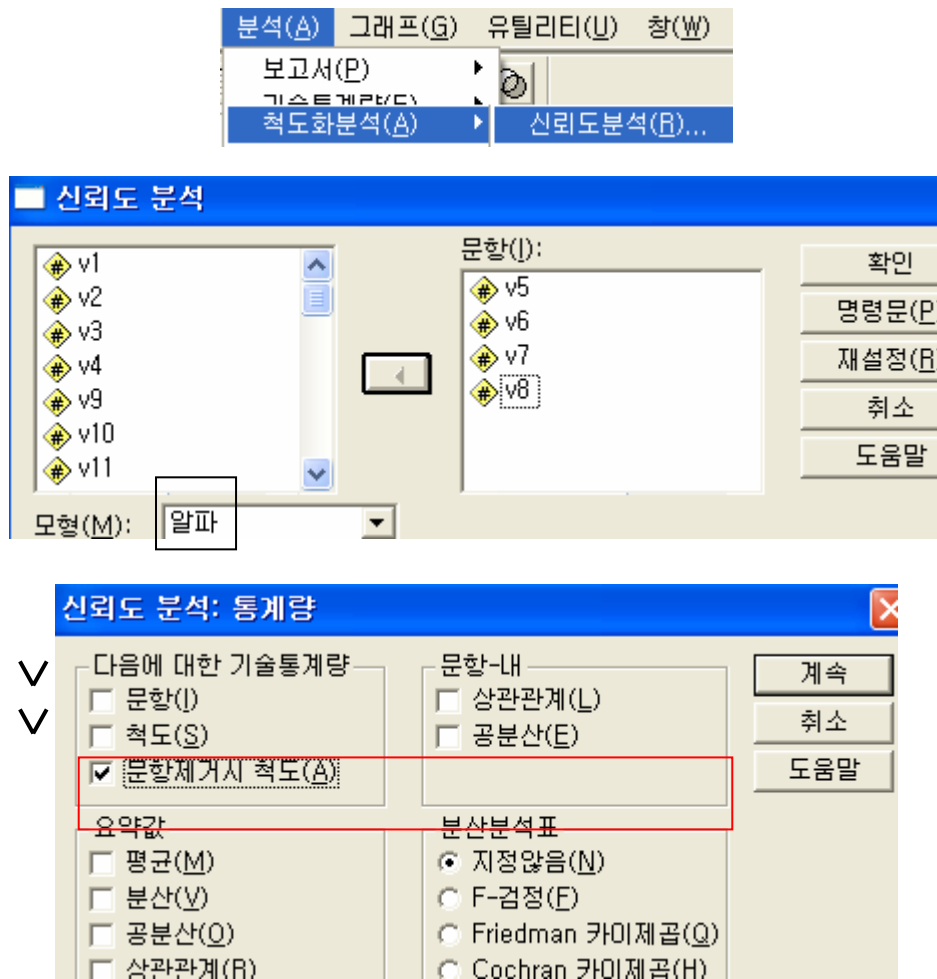 분석(A) 그래프(G) 유틸리티(U) 창(W)
보고서(P)
기술통계량(E)
척도화분석(A) 신뢰도분석(R)...
신뢰도 분석
문항(I):
v1
v2
v3
v4
v9
v10
v11
v5
v6
v7
v8
확인
명령문(P
재설정(R
취소
도움말
모형(M): 알파
신뢰도 분석: 통계량
다음에 대한 기술통계량
문항(I)
척도(S)
문항제거시 척도(A)
문항-내
상관관계(L)
공분산(E)
계속
취소
도움말
요약값
평균(M)
분산(V)
공분산(O)
상관관계(R)
분산분석표
지정않음(N)
F-검정(F)
Friedman 카이제곱(Q)
Cochran 카이제곱(H)